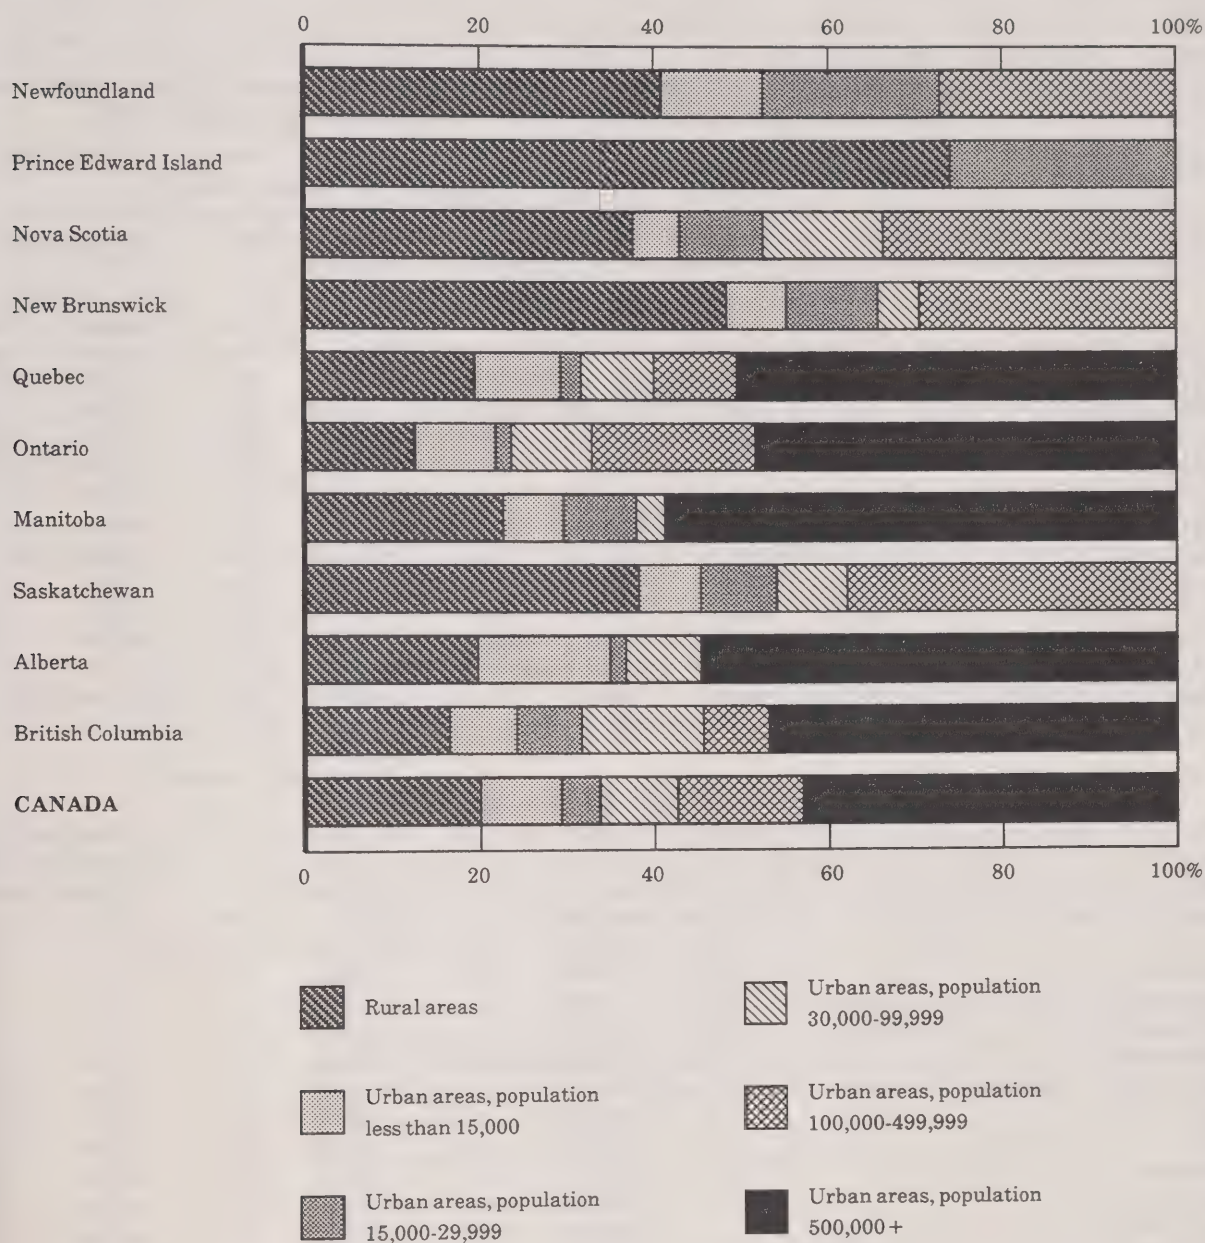 0 20 40 60 80 100%
Newfoundland
Prince Edward Island
Nova Scotia
New Brunswick
Quebec
Ontario
Manitoba
Saskatchewan
Alberta
British Columbia
CANADA
0 20 40 60 80 100%
Rural areas
Urban areas, population
less than 15,000
Urban areas, population
15,000-29,999
Urban areas, population
30,000-99,999
Urban areas, population
100,000-499,999
Urban areas, population
500,000+